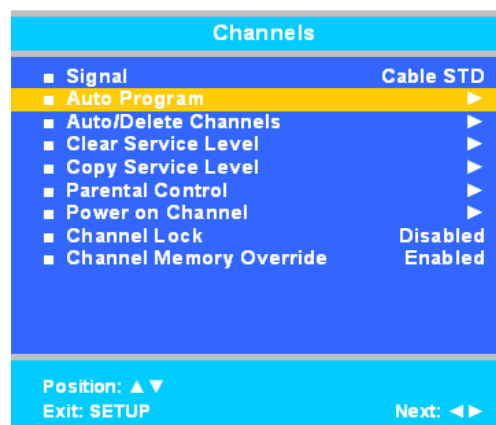 Channels
Signal Cable STD
Auto Program ▶
Auto/Delete Channels ▶
Clear Service Level ▶
Copy Service Level ▶
Parental Control ▶
Power on Channel ▶
Channel Lock Disabled
Channel Memory Override Enabled
Position: ▲▼
Exit: SETUP Next: ◀▶